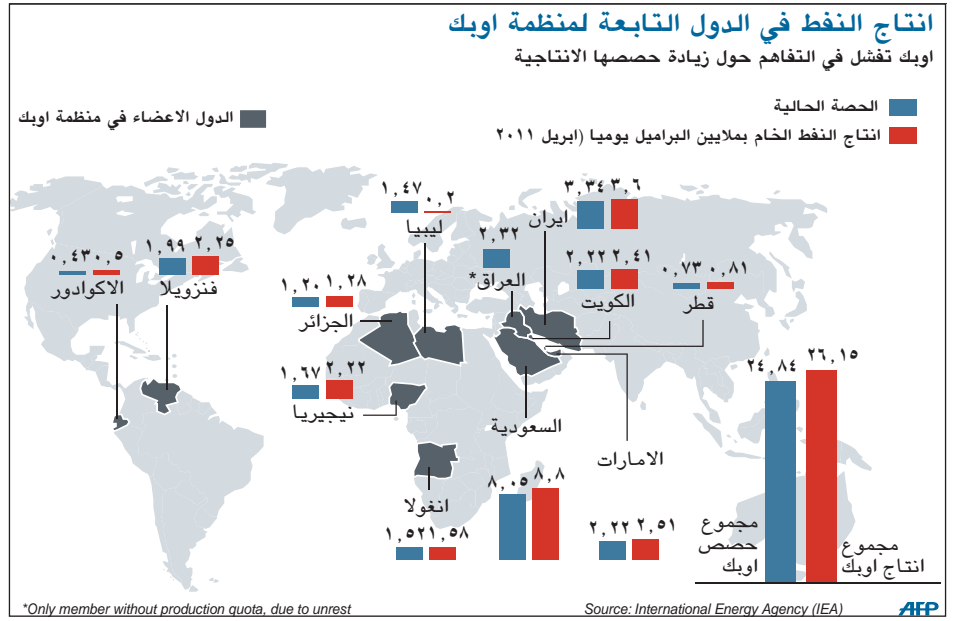 انتاج النفط في الدول التابعة لمنظمة اوبك
اوبك تفشل في التفاهم حول زيادة حصصها الانتاجية
الحصة الحالية
انتاج النفط الخام بملايين البراميل يوميا (ابريل ٢٠١١
الدول الاعضاء في منظمة اوبك
٣,٣٤ ٣,٦
ايران
١,٤٧ ٠,٢
ليبيا
٢,٣٢
العراق*
٢,٢٢ ٢,٤١
الكويت
٠,٧٣ ٠,٨١
قطر
١,٩٩ ٢,٢٥
فنزويلا
٠,٤٣ ٠,٥
الاكوادور
١,٢٠ ١,٢٨
الجزائر
١,٦٧ ٢,٢٢
نيجيريا
السعودية
٨,٠٥ ٨,٨
الامارات
٢,٢٢ ٢,٥١
انغولا
١,٥٢ ١,٥٨
٢٤,٨٤ ٢٦,١٥
مجموع
حصص
اوبك
مجموع
انتاج اوبك
*Only member without production quota, due to unrest
Source: International Energy Agency (IEA)
AFP